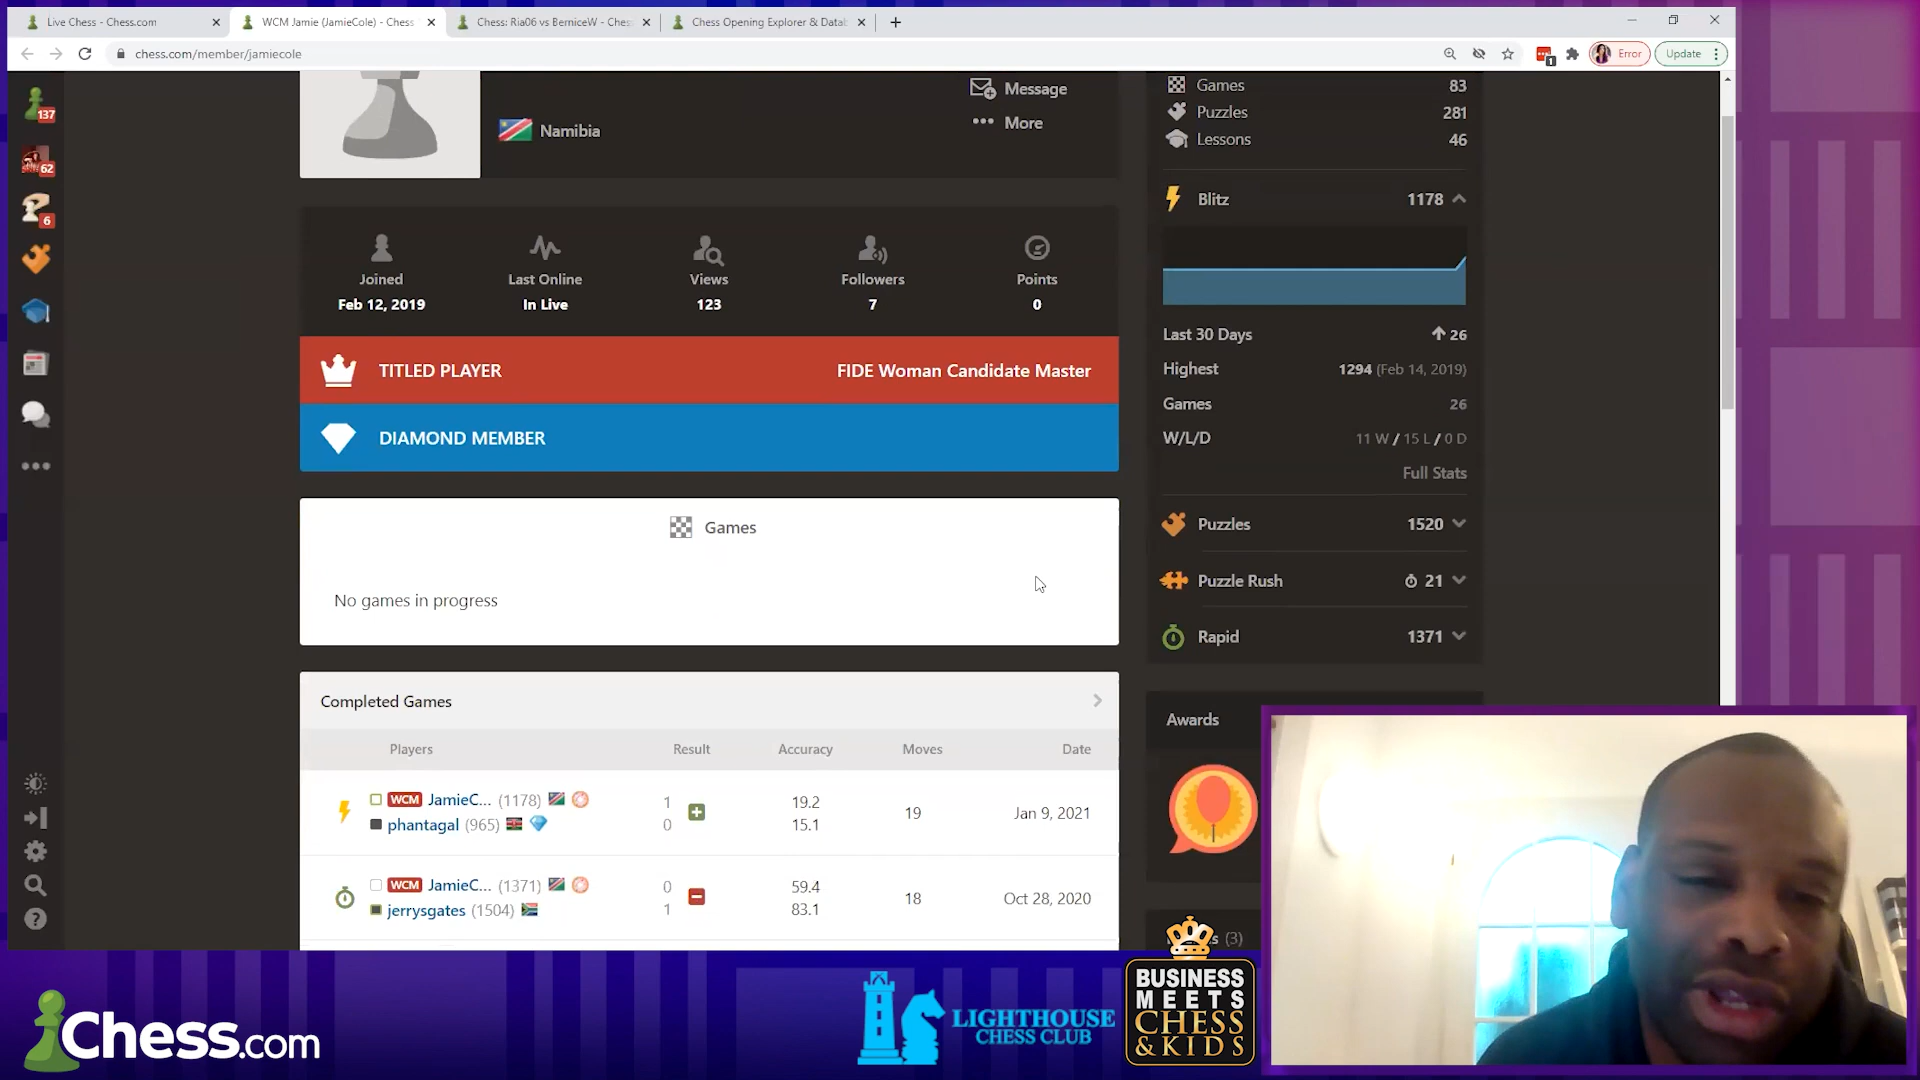 Live Chess - Chess.com
WCM Jamie (JamieCole) - Chess
Chess: Ria06 vs BerniceW - Chess
Chess Opening Explorer & Datab
chess.com/member/jamiecole
1
Error
Update
137
62
6
Namibia
Message
More
Joined
Feb 12, 2019
Last Online
In Live
Views
123
Followers
7
Points
0
TITLED PLAYER
FIDE Woman Candidate Master
DIAMOND MEMBER
Games
No games in progress
Completed Games
Players Result Accuracy Moves Date
WCM JamieC... (1178) 1 19.2
phantagal (965) 0 15.1
19 Jan 9, 2021
WCM JamieC... (1371) 0 59.4
jerrysgates (1504) 1 83.1
18 Oct 28, 2020
Games 83
Puzzles 281
Lessons 46
Blitz 1178
Last 30 Days 26
Highest 1294 (Feb 14, 2019)
Games 26
W/L/D 11 W / 15 L / 0 D
Full Stats
Puzzles 1520
Puzzle Rush 21
Rapid 1371
Awards
(3)
Chess.com
LIGHTHOUSE
CHESS CLUB
BUSINESS
MEETS
CHESS
& KIDS